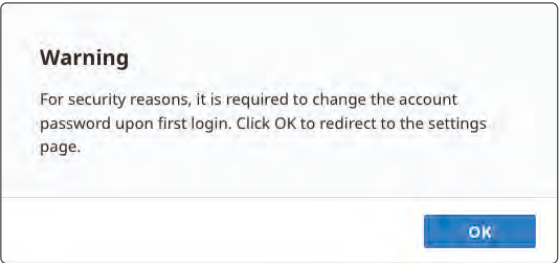 Warning
For security reasons, it is required to change the account
password upon first login. Click OK to redirect to the settings
page.
OK